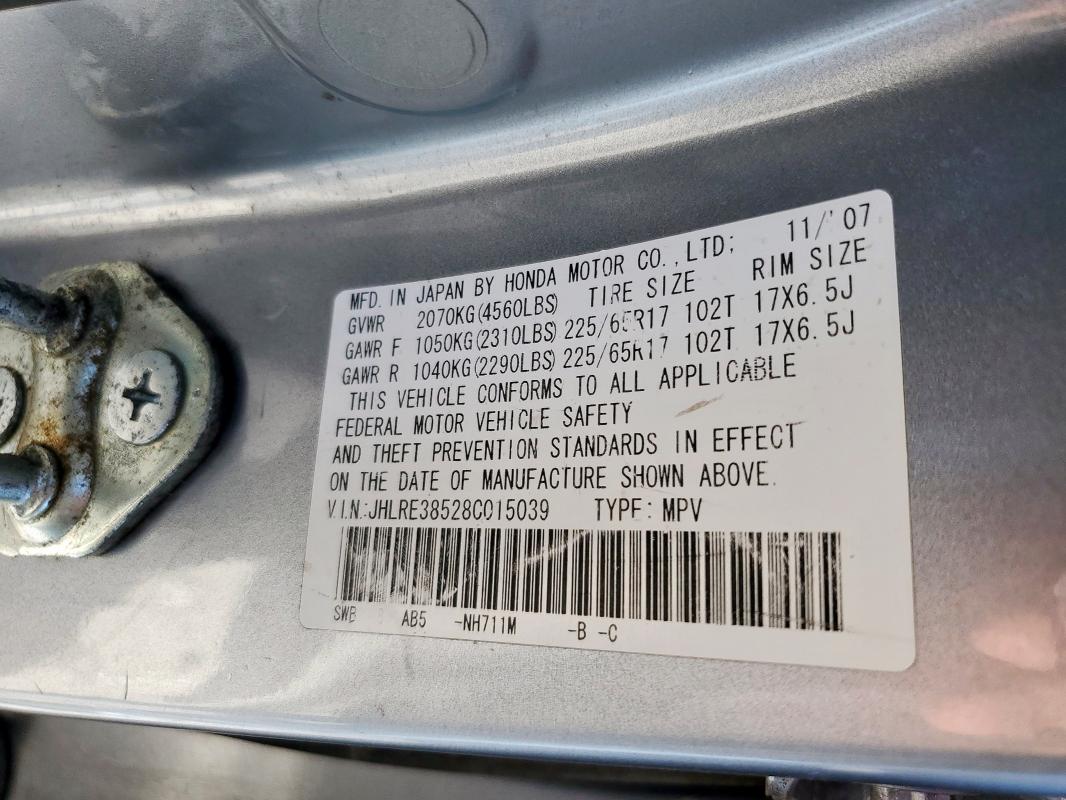 MFD. IN JAPAN BY HONDA MOTOR CO.,LTD; 11/'07
GVWR 2070KG(4560LBS) TIRE SIZE RIM SIZE
GAWR F 1050KG(2310LBS) 225/65R17 102T 17X6.5J
GAWR R 1040KG(2290LBS) 225/65R17 102T 17X6.5J
THIS VEHICLE CONFORMS TO ALL APPLICABLE
FEDERAL MOTOR VEHICLE SAFETY
AND THEFT PREVENTION STANDARDS IN EFFECT
ON THE DATE OF MANUFACTURE SHOWN ABOVE.
V.I.N.:JHLRE38528C015039 TYPE: MPV
SWB AB5 -NH711M -B -C